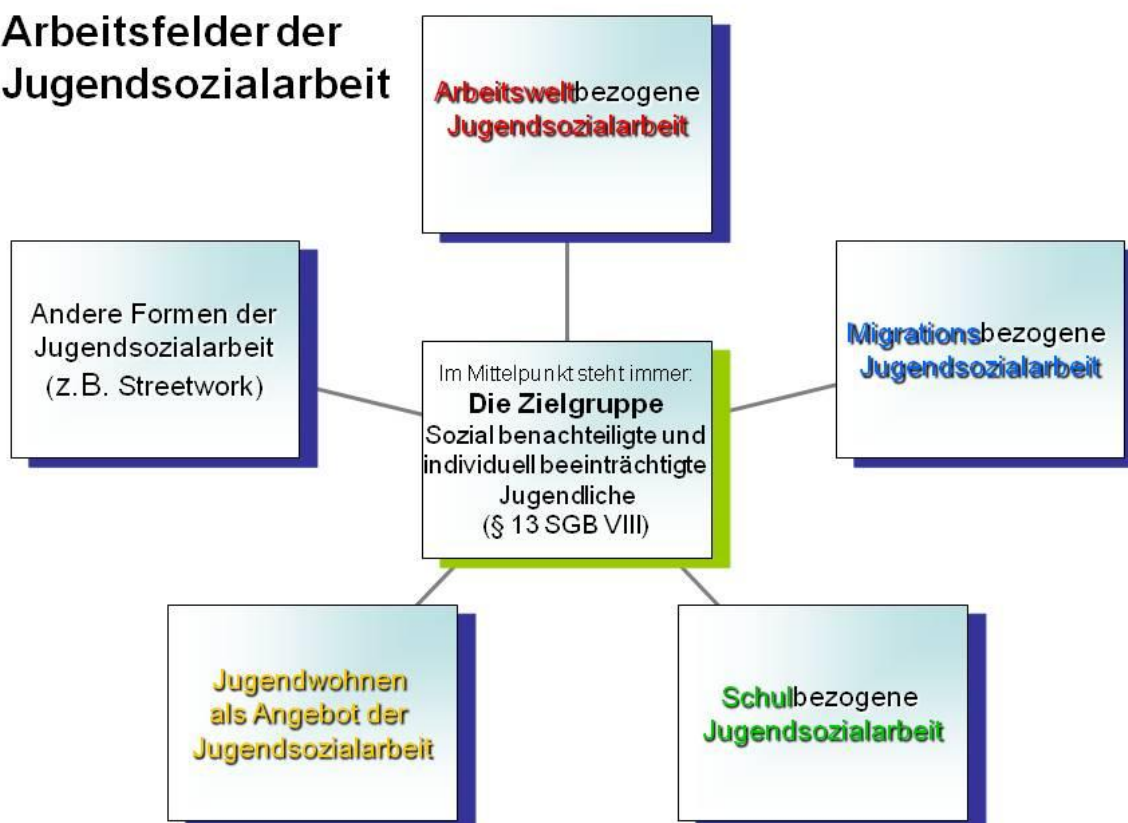 Arbeitsfelder der
Jugendsozialarbeit
Arbeitsweltbezogene
Jugendsozialarbeit
Andere Formen der
Jugendsozialarbeit
(z.B. Streetwork)
Migrationsbezogene
Jugendsozialarbeit
Im Mittelpunkt steht immer:
Die Zielgruppe
Sozial benachteiligte und
individuell beeinträchtigte
Jugendliche
(§ 13 SGB VIII)
Jugendwohnen
als Angebot der
Jugendsozialarbeit
Schulbezogene
Jugendsozialarbeit